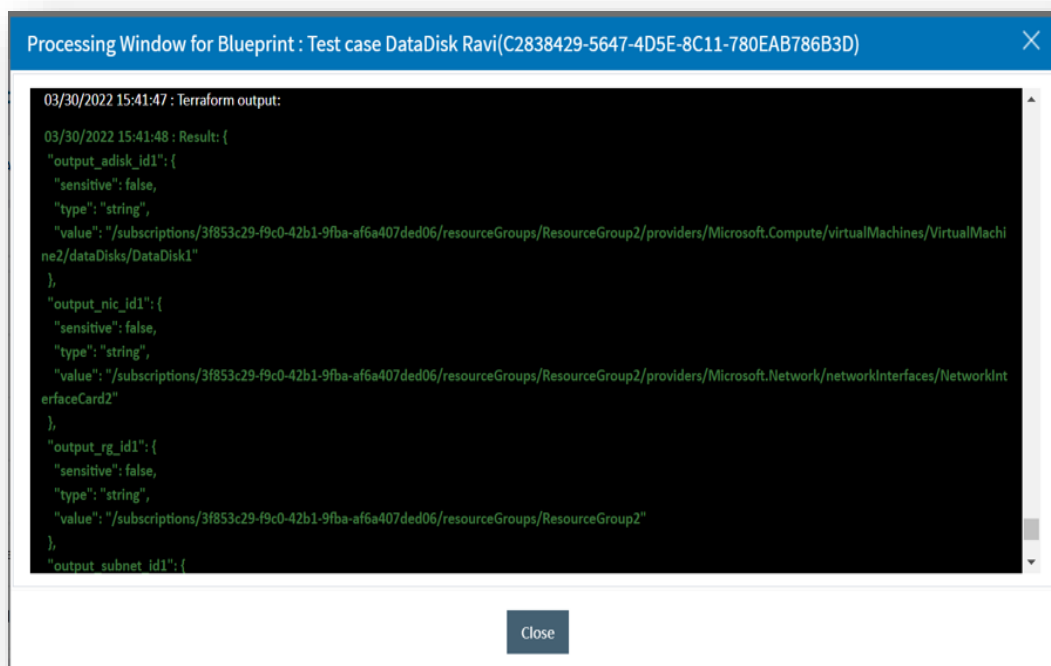 Processing Window for Blueprint : Test case DataDisk Ravi(C2838429-5647-4D5E-8C11-780EAB786B3D)
03/30/2022 15:41:47 : Terraform output:
03/30/2022 15:41:48 : Result: {
"output_adisk_id1": {
"sensitive": false,
"type": "string",
"value": "/subscriptions/3f853c29-f9c0-42b1-9fba-af6a407ded06/resourceGroups/ResourceGroup2/providers/Microsoft.Compute/virtualMachines/VirtualMachi
ne2/dataDisks/DataDisk1"
},
"output_nic_id1": {
"sensitive": false,
"type": "string",
"value": "/subscriptions/3f853c29-f9c0-42b1-9fba-af6a407ded06/resourceGroups/ResourceGroup2/providers/Microsoft.Network/networkInterfaces/NetworkInt
erfaceCard2"
},
"output_rg_id1": {
"sensitive": false,
"type": "string",
"value": "/subscriptions/3f853c29-f9c0-42b1-9fba-af6a407ded06/resourceGroups/ResourceGroup2"
},
"output_subnet_id1": {
Close